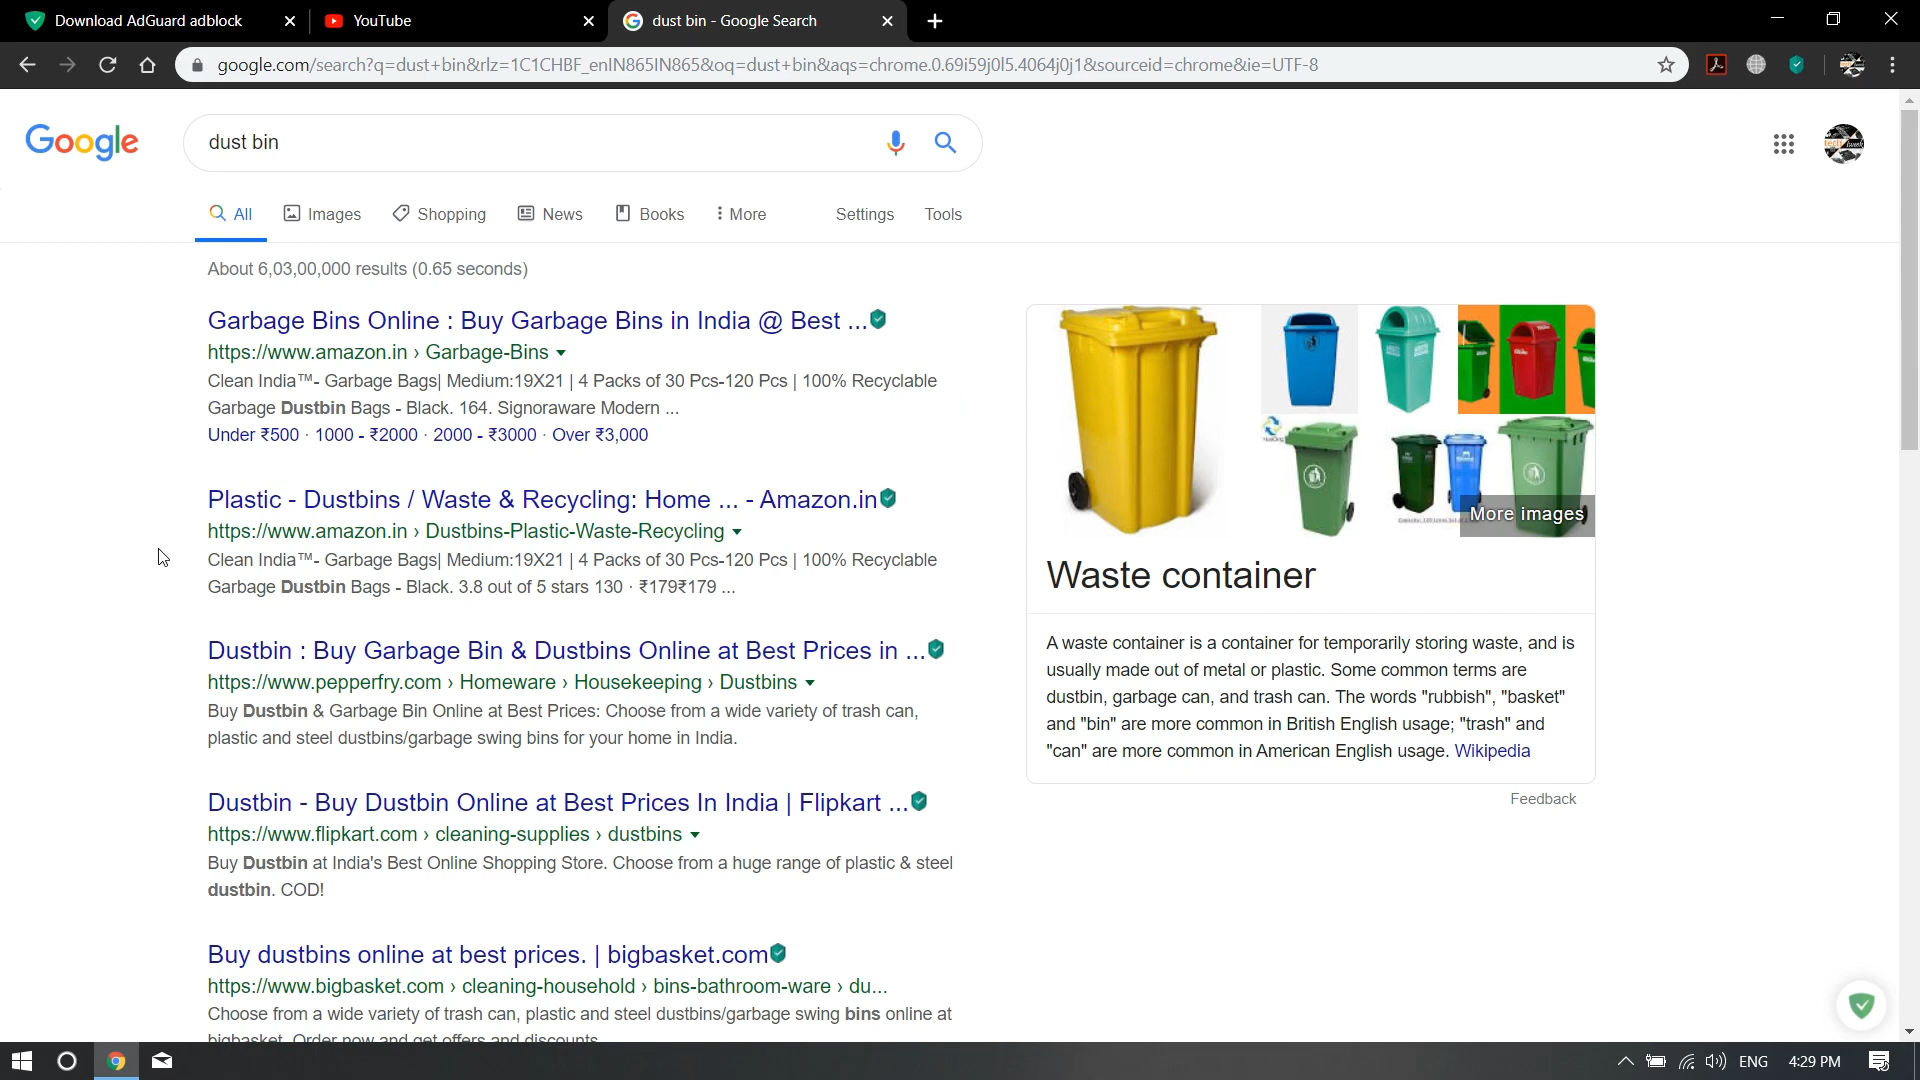 Download AdGuard adblock
YouTube
dust bin - Google Search
google.com/search?q=dust+bin&rlz=1C1CHBF_enIN865IN865&oq=dust+bin&aqs=chrome.0.69i59j0l5.4064j0j1&sourceid=chrome&ie=UTF-8
Google
dust bin
All Images Shopping News Books More Settings Tools
About 6,03,00,000 results (0.65 seconds)
Garbage Bins Online : Buy Garbage Bins in India @ Best ...
https://www.amazon.in › Garbage-Bins
Clean India™- Garbage Bags| Medium:19X21 | 4 Packs of 30 Pcs-120 Pcs | 100% Recyclable
Garbage Dustbin Bags - Black. 164. Signoraware Modern ...
Under ₹500 · 1000 - ₹2000 · 2000 - ₹3000 · Over ₹3,000
Plastic - Dustbins / Waste & Recycling: Home ... - Amazon.in
https://www.amazon.in › Dustbins-Plastic-Waste-Recycling
Clean India™- Garbage Bags| Medium:19X21 | 4 Packs of 30 Pcs-120 Pcs | 100% Recyclable
Garbage Dustbin Bags - Black. 3.8 out of 5 stars 130 · ₹179₹179 ...
Dustbin : Buy Garbage Bin & Dustbins Online at Best Prices in ...
https://www.pepperfry.com › Homeware › Housekeeping › Dustbins
Buy Dustbin & Garbage Bin Online at Best Prices: Choose from a wide variety of trash can,
plastic and steel dustbins/garbage swing bins for your home in India.
Dustbin - Buy Dustbin Online at Best Prices In India | Flipkart ...
https://www.flipkart.com › cleaning-supplies › dustbins
Buy Dustbin at India's Best Online Shopping Store. Choose from a huge range of plastic & steel
dustbin. COD!
Buy dustbins online at best prices. | bigbasket.com
https://www.bigbasket.com › cleaning-household › bins-bathroom-ware › du...
Choose from a wide variety of trash can, plastic and steel dustbins/garbage swing bins online at
bigbasket. Order now and get offers and discounts
More images
Waste container
A waste container is a container for temporarily storing waste, and is
usually made out of metal or plastic. Some common terms are
dustbin, garbage can, and trash can. The words "rubbish", "basket"
and "bin" are more common in British English usage; "trash" and
"can" are more common in American English usage. Wikipedia
Feedback
ENG 4:29 PM